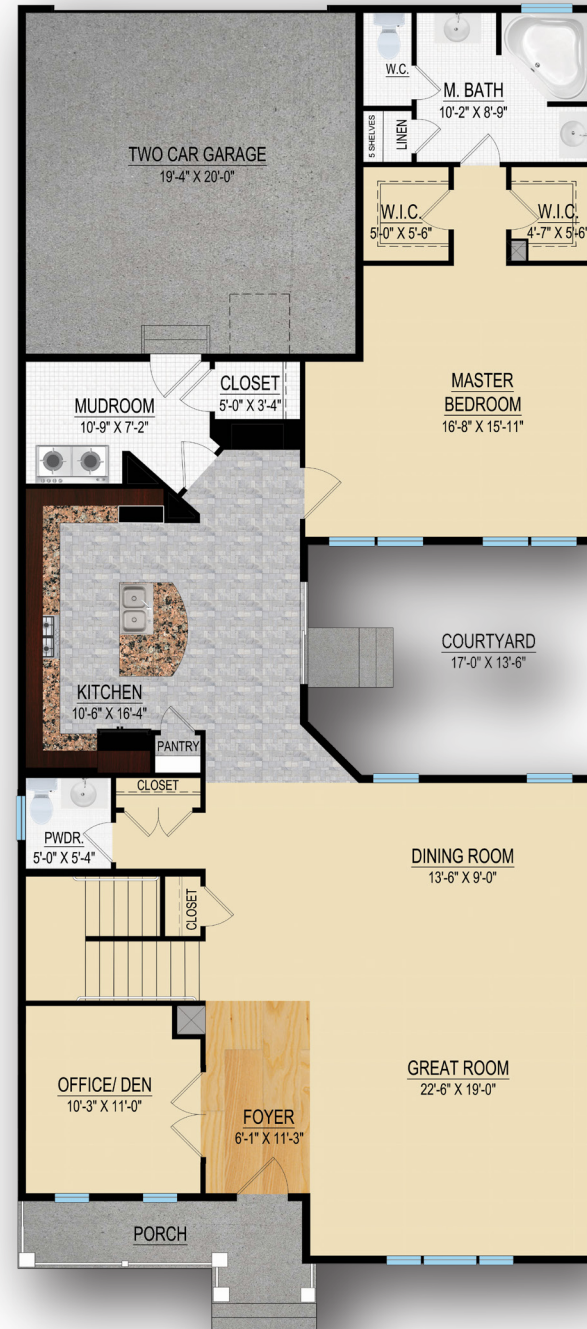 W.C.
M. BATH
10'-2" X 8'-9"
5 SHELVES
LINEN
TWO CAR GARAGE
19'-4" X 20'-0"
W.I.C.
5'-0" X 5'-6"
W.I.C.
4'-7" X 5'-6"
MUDROOM
10'-9" X 7'-2"
CLOSET
5'-0" X 3'-4"
MASTER
BEDROOM
16'-8" X 15'-11"
COURTYARD
17'-0" X 13'-6"
KITCHEN
10'-6" X 16'-4"
PANTRY
CLOSET
PWDR.
5'-0" X 5'-4"
DINING ROOM
13'-6" X 9'-0"
CLOSET
GREAT ROOM
22'-6" X 19'-0"
OFFICE/ DEN
10'-3" X 11'-0"
FOYER
6'-1" X 11'-3"
PORCH